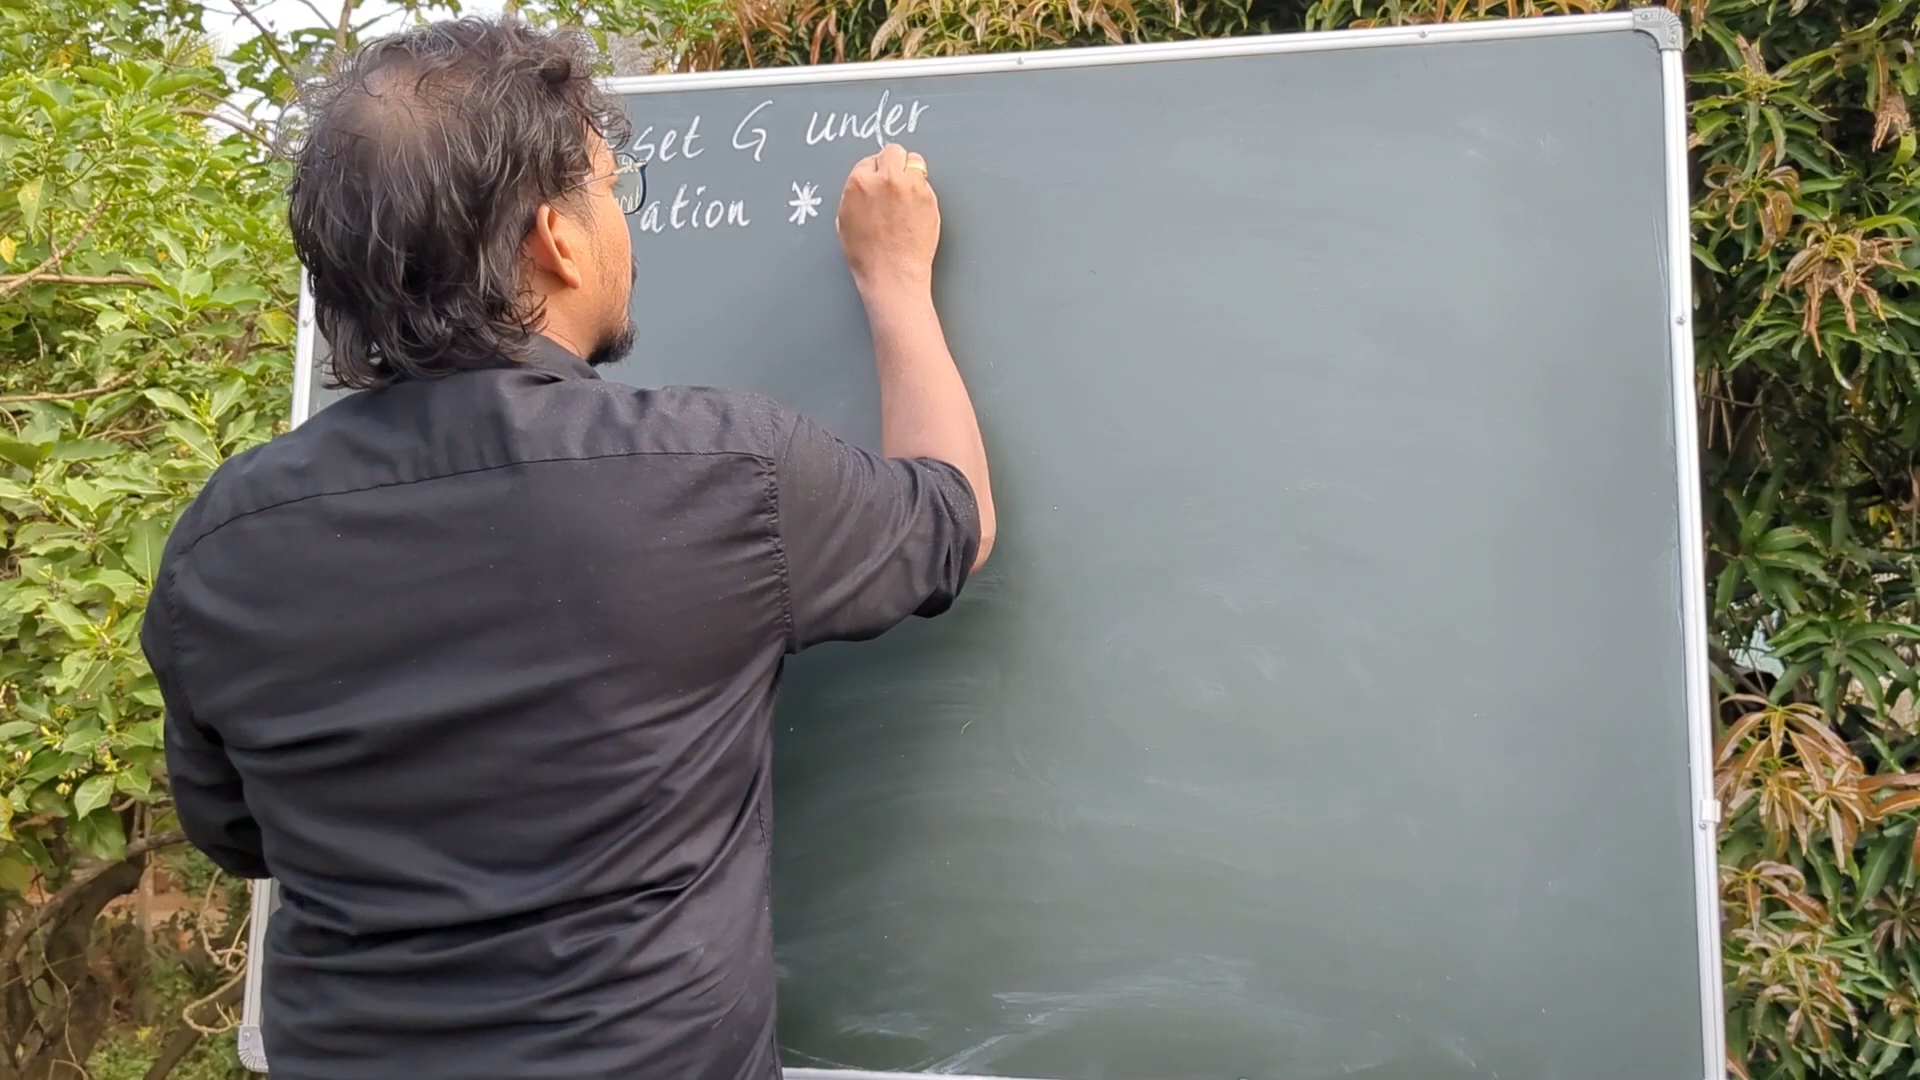 set G under
ation *